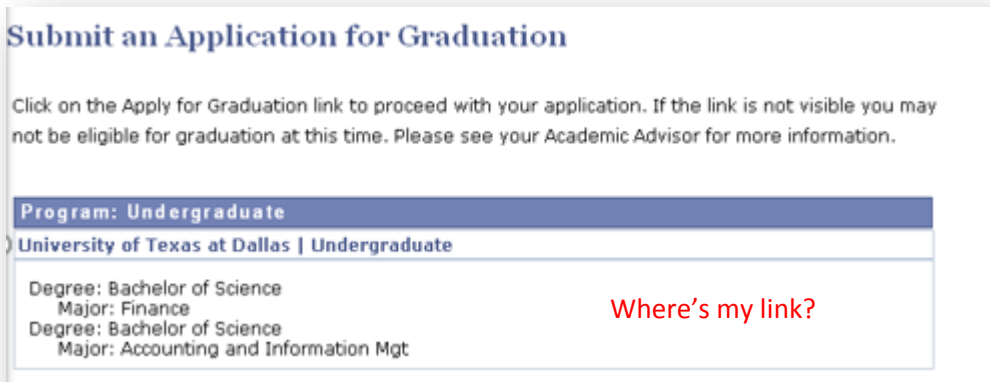 Submit an Application for Graduation
Click on the Apply for Graduation link to proceed with your application. If the link is not visible you may
not be eligible for graduation at this time. Please see your Academic Advisor for more information.
Program: Undergraduate
University of Texas at Dallas | Undergraduate
Degree: Bachelor of Science
Major: Finance
Where's my link?
Degree: Bachelor of Science
Major: Accounting and Information Mgt